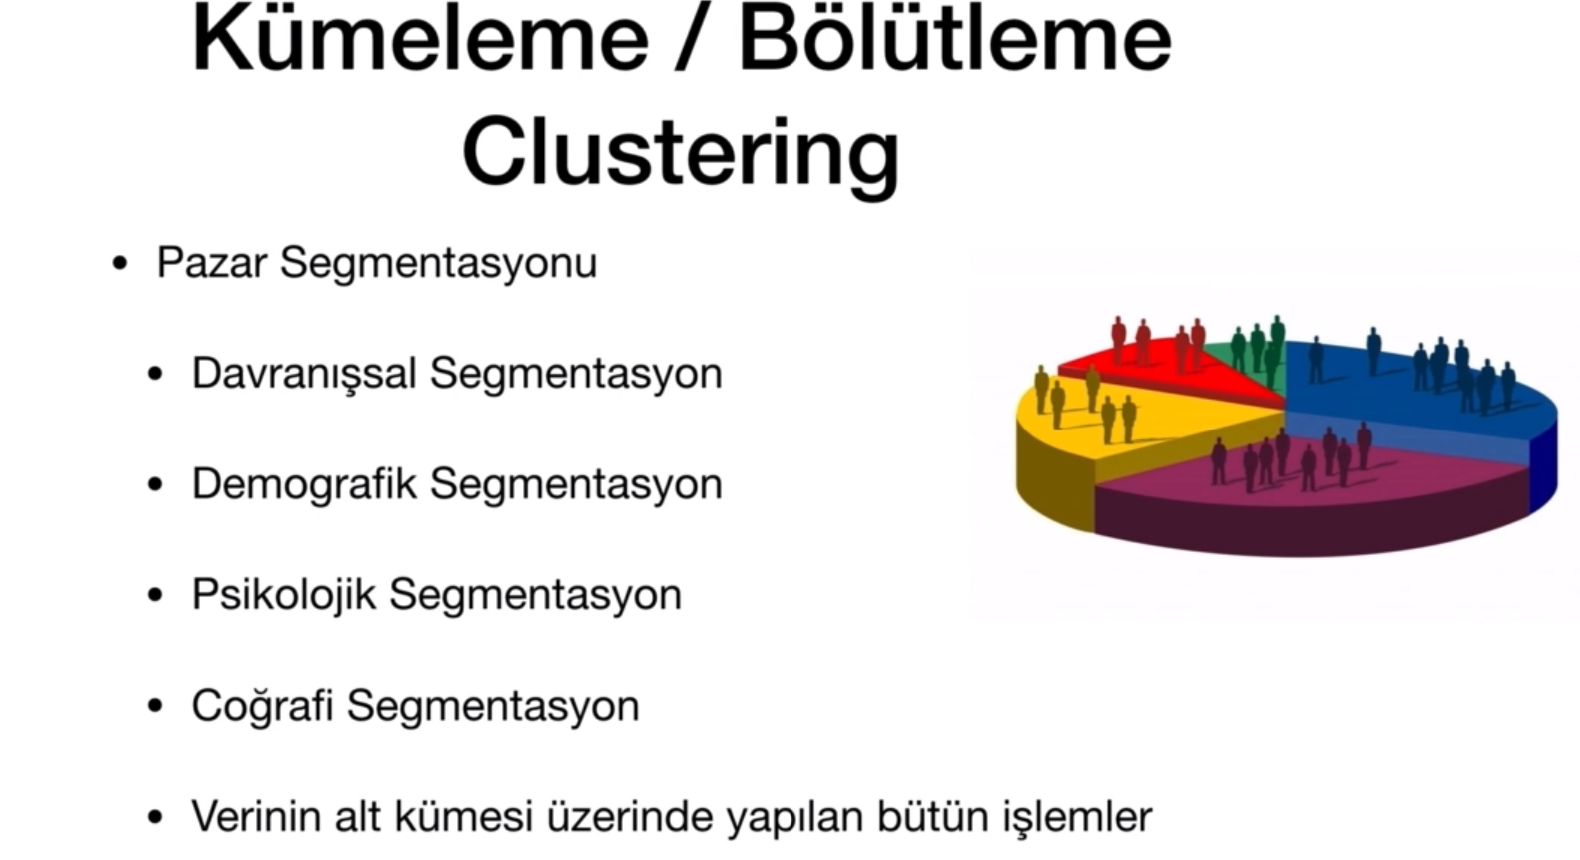 Kümeleme / Bölütleme
Clustering
• Pazar Segmentasyonu
• Davranışsal Segmentasyon
• Demografik Segmentasyon
• Psikolojik Segmentasyon
• Coğrafi Segmentasyon
• Verinin alt kümesi üzerinde yapılan bütün işlemler